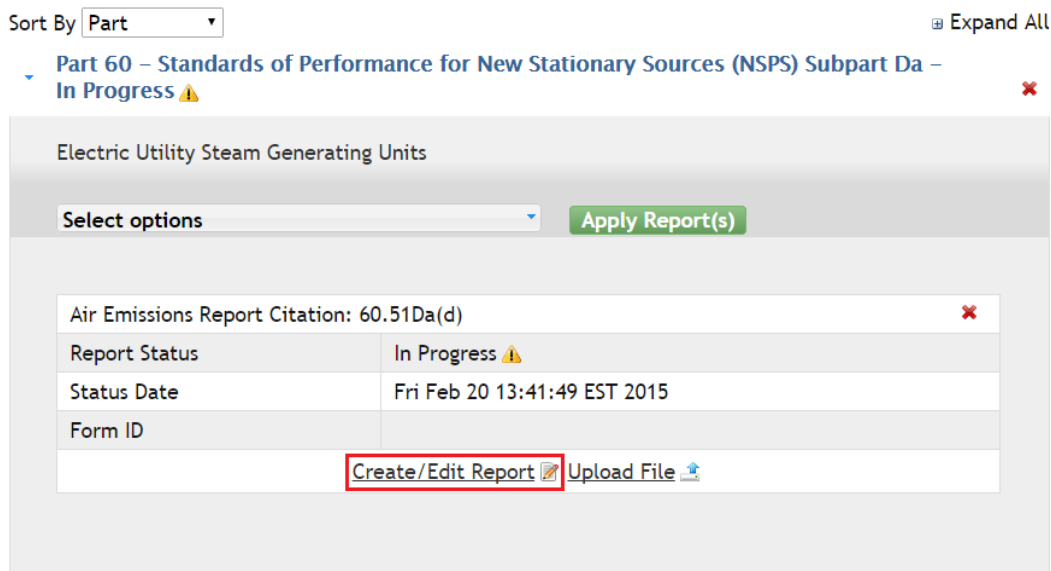 Sort By Part Expand All
Part 60 – Standards of Performance for New Stationary Sources (NSPS) Subpart Da –
In Progress
Electric Utility Steam Generating Units
Select options Apply Report(s)
Air Emissions Report Citation: 60.51Da(d)
Report Status In Progress
Status Date Fri Feb 20 13:41:49 EST 2015
Form ID
Create/Edit Report Upload File